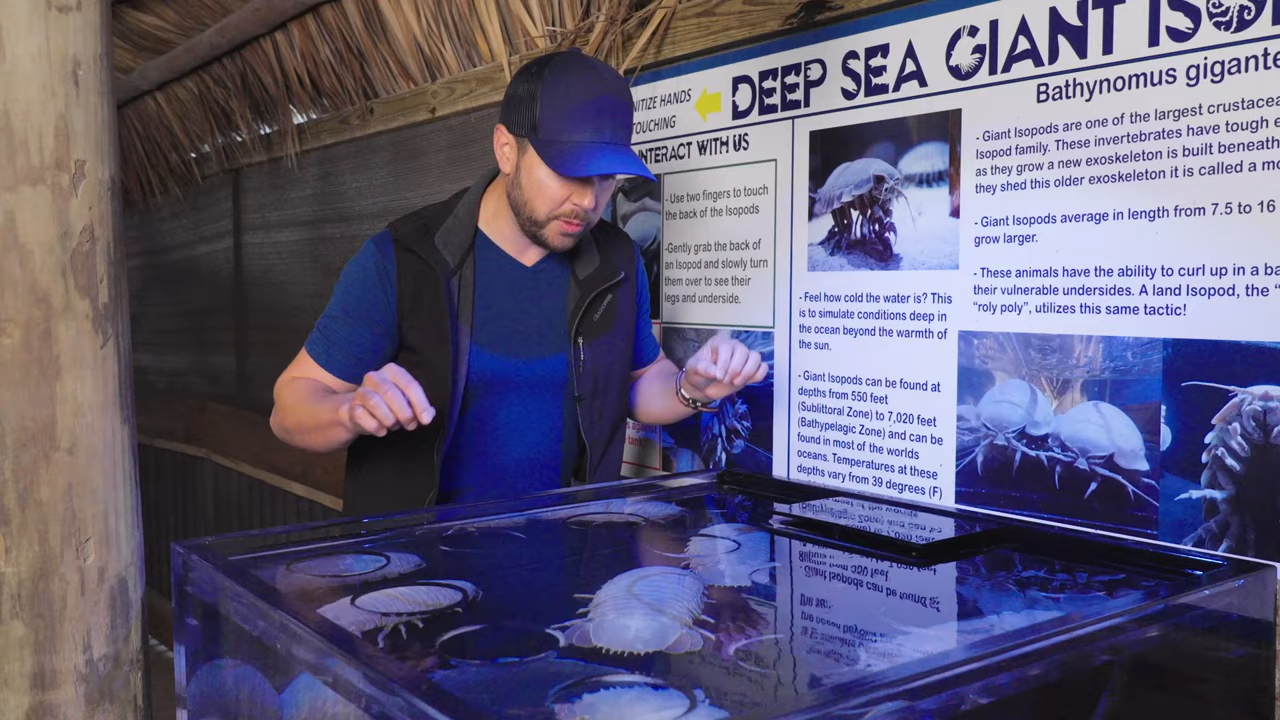 DEEP SEA GIANT
Bathynomus
HANDS
TOUCHING
INTERACT WITH US
- Use two fingers to touch
the back of the Isopods
-Gently grab the back of
an Isopod and slowly turn
them over to see their
legs and underside.
- Feel how cold the water is? This
is to simulate conditions deep in
the ocean beyond the warmth of
the sun.
- Giant Isopods can be found at
depths from 550 feet
(Sublittoral Zone) to 7,020 feet
(Bathypelagic Zone) and can be
found in most of the worlds
oceans. Temperatures at these
depths vary from 39 degrees (F)
- Giant Isopods are one of the largest
Isopod family. These invertebrates have tough
as they grow a new exoskeleton is built beneath
they shed this older exoskeleton it is called a
- Giant Isopods average in length from 7.5 to 16
grow larger.
- These animals have the ability to curl up in a
their vulnerable undersides. A land Isopod, the
"roly poly", utilizes this same tactic!